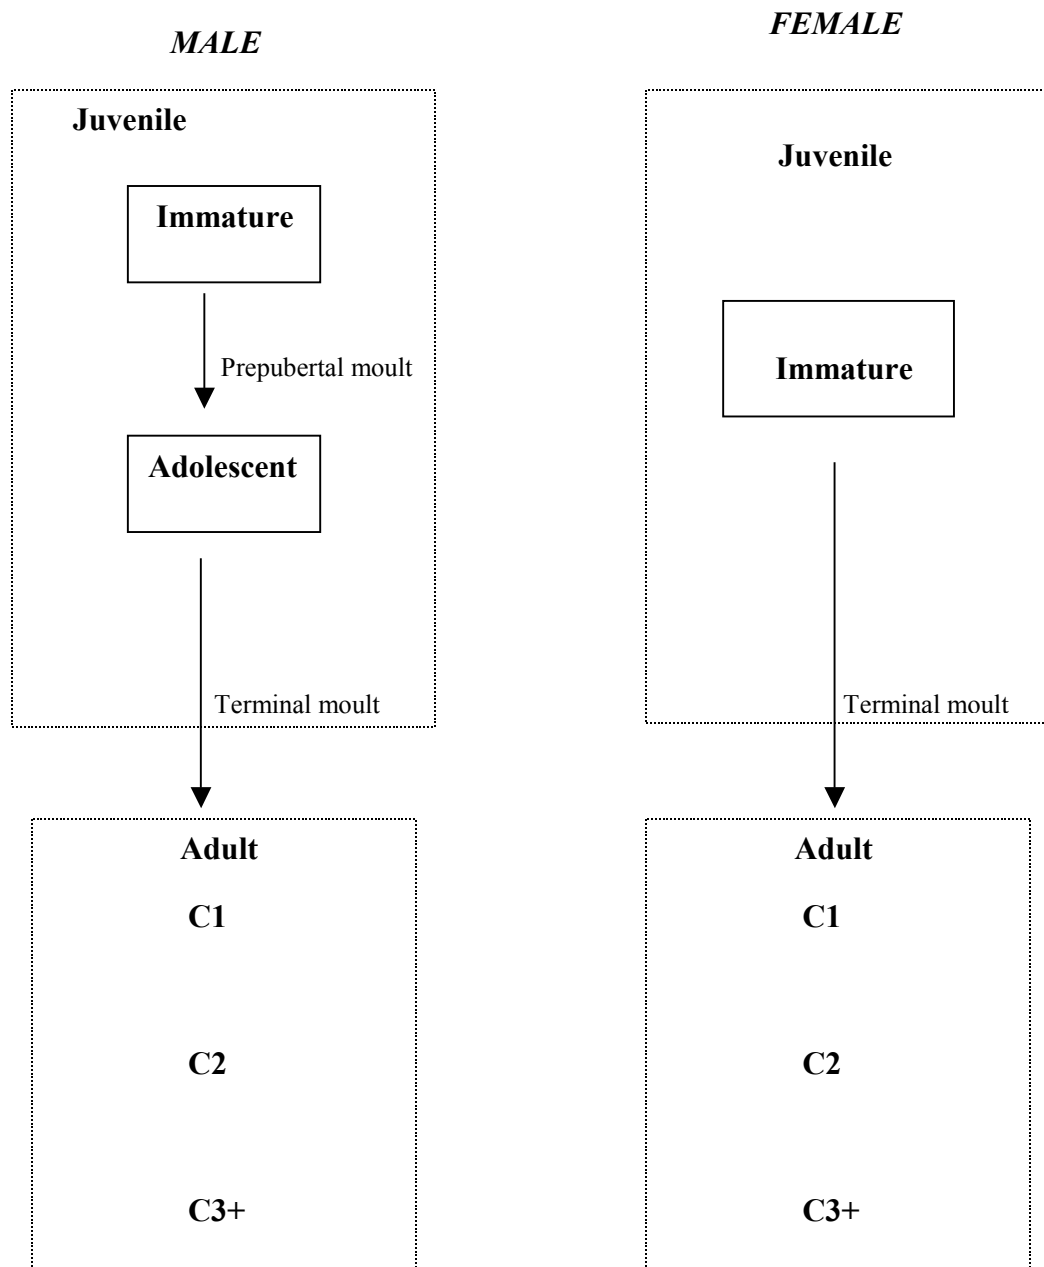 MALE
Juvenile
Immature
Prepubertal moult
Adolescent
Terminal moult
Adult
C1
C2
C3+
FEMALE
Juvenile
Immature
Terminal moult
Adult
C1
C2
C3+